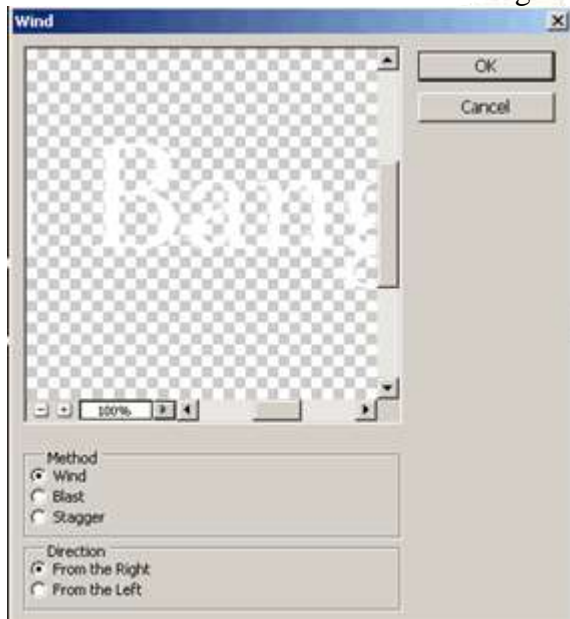 Wind
OK
Cancel
Bang
100%
Method
Wind
Blast
Stagger
Direction
From the Right
From the Left